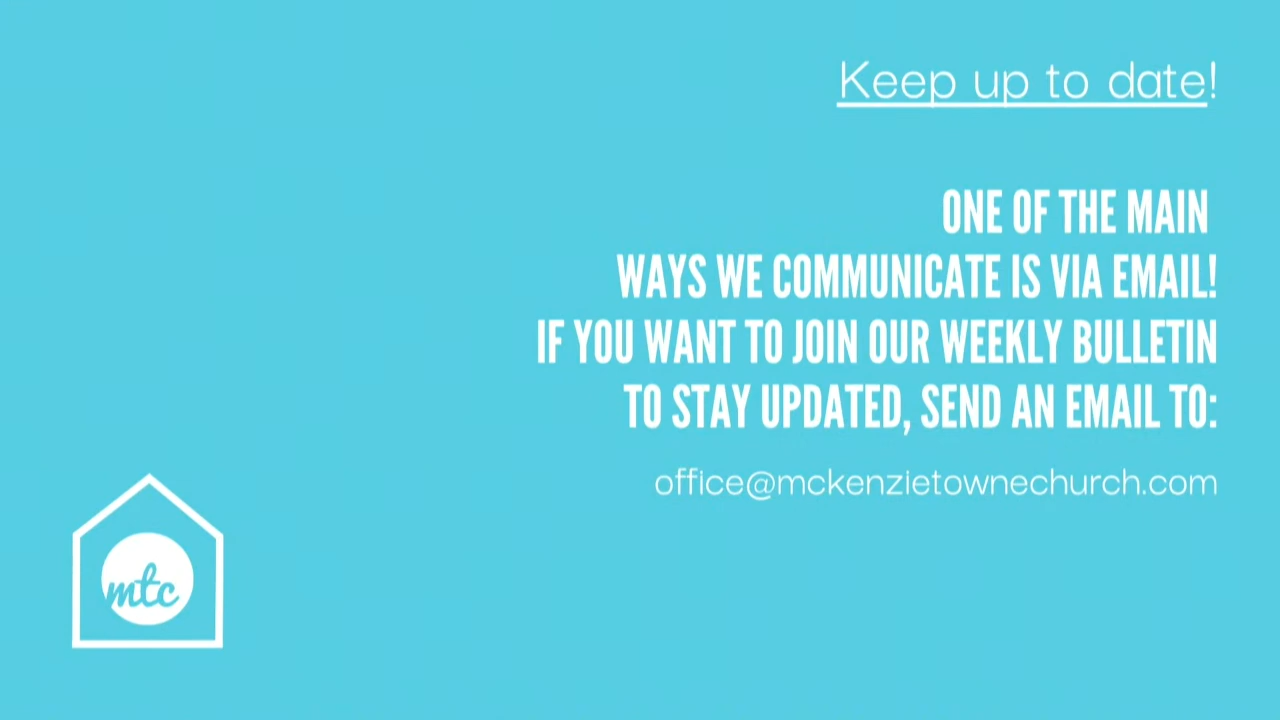 Keep up to date!
ONE OF THE MAIN
WAYS WE COMMUNICATE IS VIA EMAIL!
IF YOU WANT TO JOIN OUR WEEKLY BULLETIN
TO STAY UPDATED, SEND AN EMAIL TO:
office@mckenzietownechurch.com
mtc